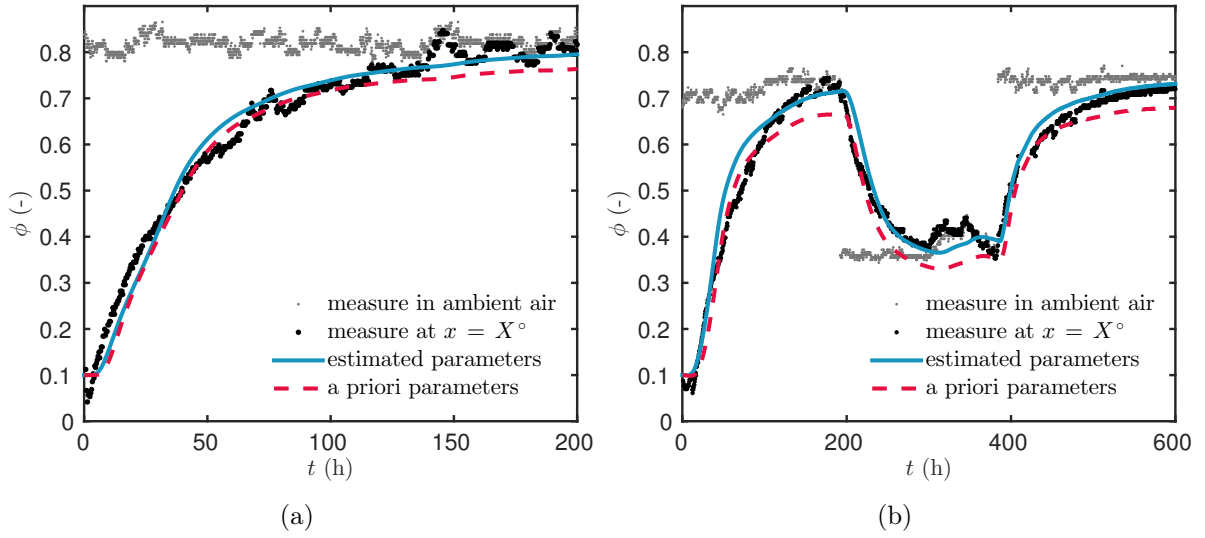 0.8
0.7
0.6
0.5
0.4
0.3
0.2
0.1
0
ϕ (-)
measure in ambient air
measure at x = X°
estimated parameters
a priori parameters
0 50 100 150 200
t (h)
(a)
0.8
0.7
0.6
0.5
0.4
0.3
0.2
0.1
0
ϕ (-)
measure in ambient air
measure at x = X°
estimated parameters
a priori parameters
0 200 400 600
t (h)
(b)